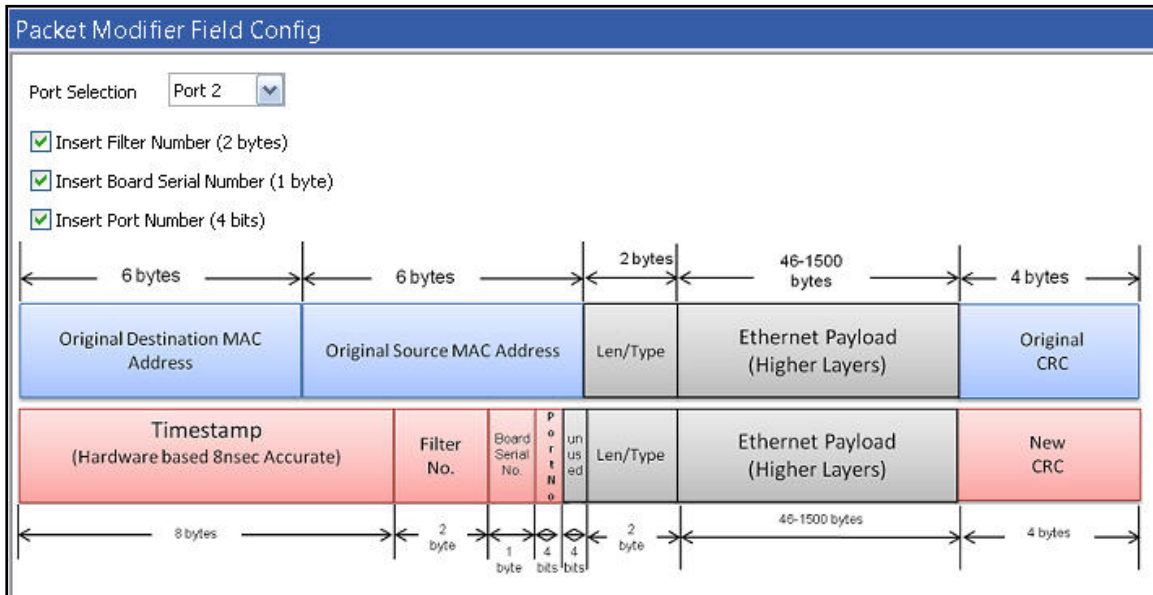 Packet Modifier Field Config
Port Selection
Port 2
Insert Filter Number (2 bytes)
Insert Board Serial Number (1 byte)
Insert Port Number (4 bits)
6 bytes
6 bytes
2 bytes
46-1500
bytes
4 bytes
Original Destination MAC
Address
Original Source MAC Address
Len/Type
Ethernet Payload
(Higher Layers)
Original
CRC
Timestamp
(Hardware based 8nsec Accurate)
Filter
No.
Board
Serial
No.
P
o
r
t
N
o
un
us
ed
Len/Type
Ethernet Payload
(Higher Layers)
New
CRC
8 bytes
2
byte
1
byte
4
bits
4
bits
2
byte
46-1500 bytes
4 bytes